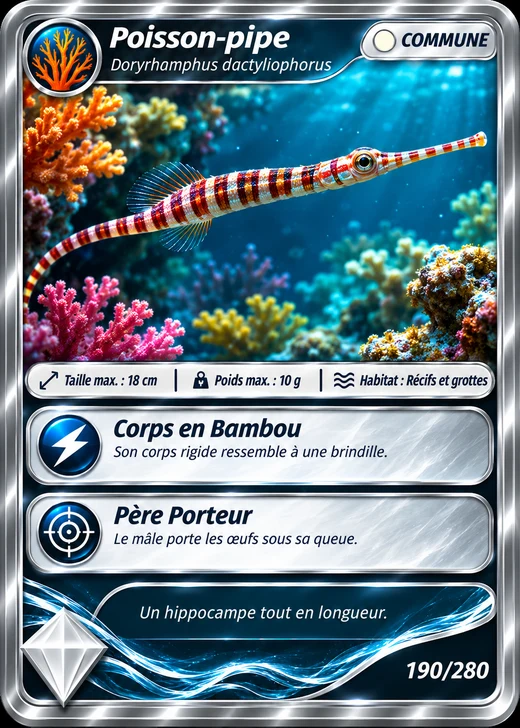 Poisson-pipe
Doryrhamphus dactyliophorus
COMMUNE
Taille max. : 18 cm
Poids max. : 10 g
Habitat : Récifs et grottes
Corps en Bambou
Son corps rigide ressemble à une brindille.
Père Porteur
Le mâle porte les œufs sous sa queue.
Un hippocampe tout en longueur.
190/280